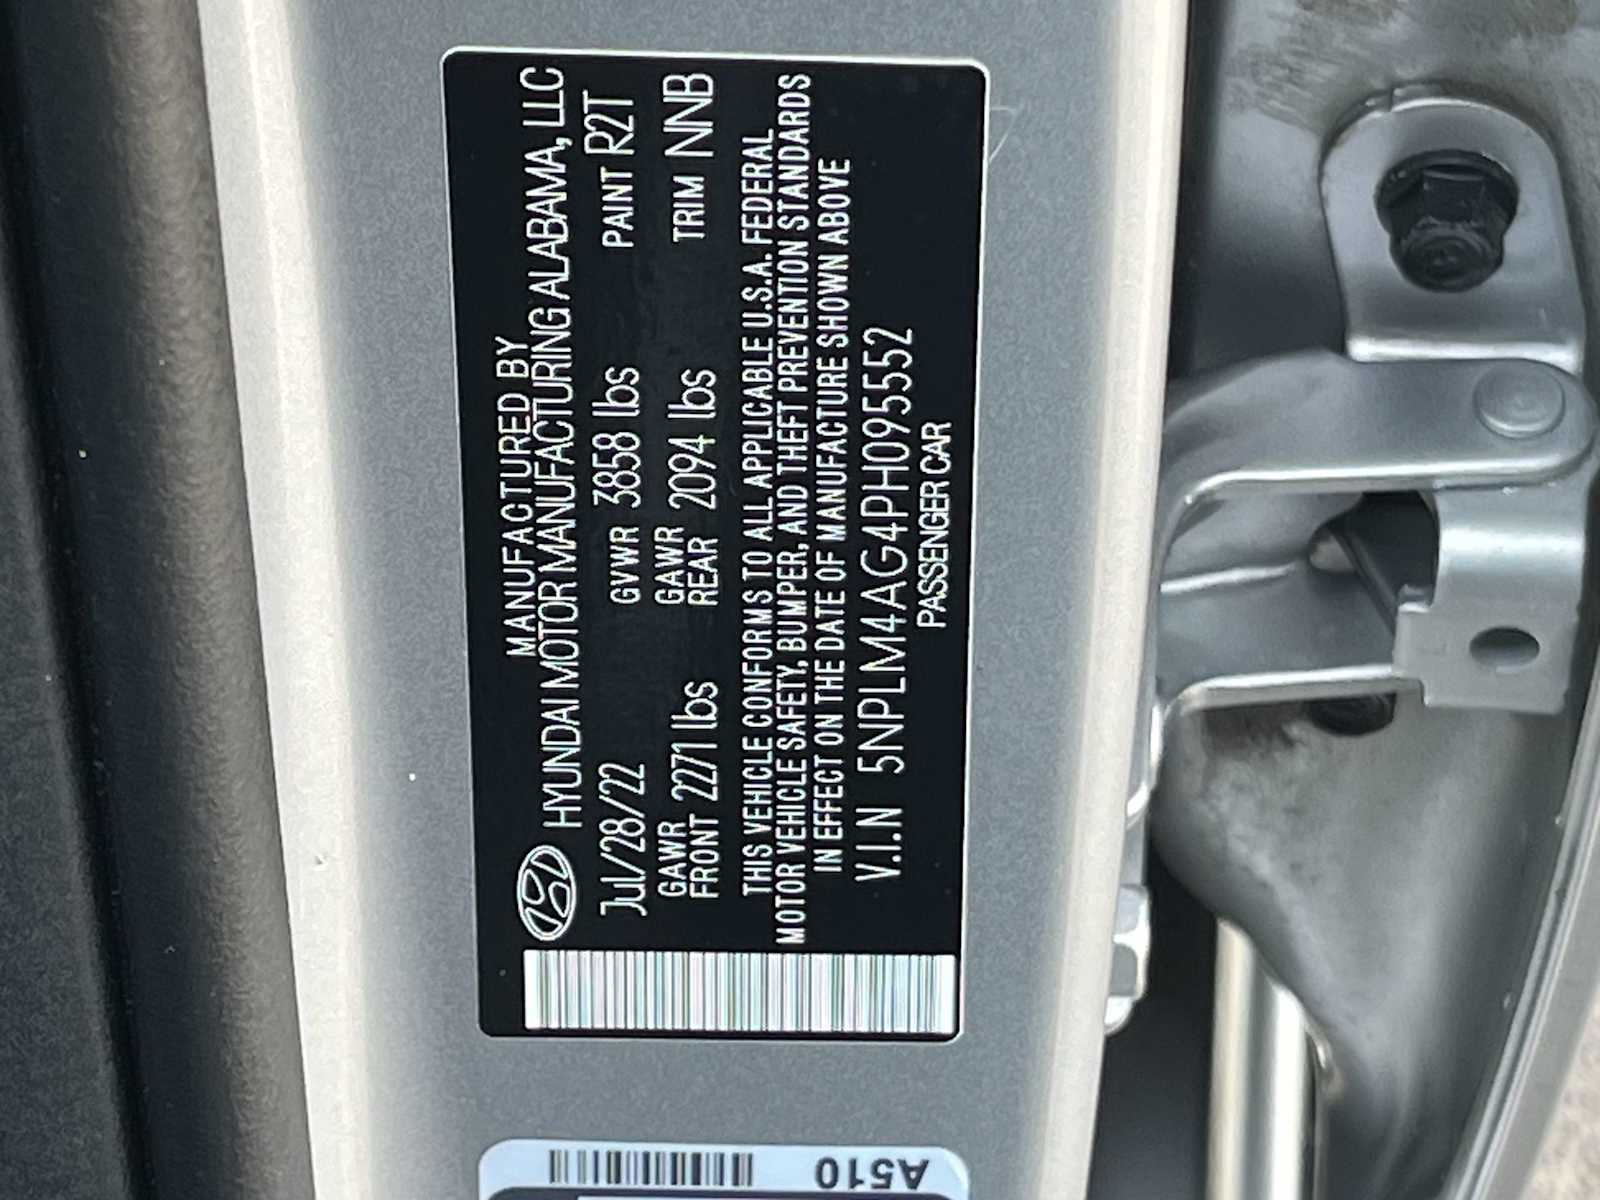 MANUFACTURED BY
HYUNDAI MOTOR MANUFACTURING ALABAMA, LLC
Jul/28/22 GVWR 3858 lbs PAINT R2T
GAWR FRONT 2271 lbs GAWR REAR 2094 lbs TRIM NNB
THIS VEHICLE CONFORMS TO ALL APPLICABLE U.S.A. FEDERAL
MOTOR VEHICLE SAFETY, BUMPER, AND THEFT PREVENTION STANDARDS
IN EFFECT ON THE DATE OF MANUFACTURE SHOWN ABOVE
V.I.N 5NPLM4AG4PH095552
PASSENGER CAR
A510